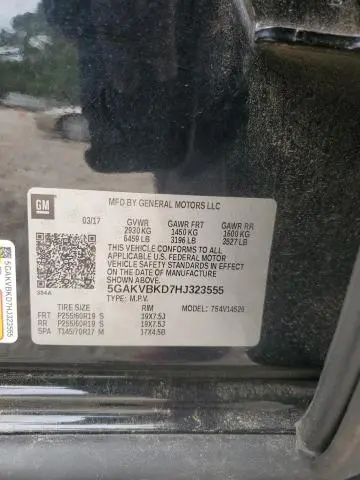 GM
MFD BY GENERAL MOTORS LLC
03/17
GVWR
2930 KG
6459 LB
GAWR FRT
1450 KG
3196 LB
GAWR RR
1600 KG
3527 LB
THIS VEHICLE CONFORMS TO ALL
APPLICABLE U.S. FEDERAL MOTOR
VEHICLE SAFETY STANDARDS IN
EFFECT ON THE DATE OF MANUFACTURE
SHOWN ABOVE.
5GAKVBKD7HJ323555
TYPE: M.P.V.
MODEL: 7S4V14526
354A
TIRE SIZE RIM
FRT P255/60R19 S 19X7.5J
RR P255/60R19 S 19X7.5J
SPA T145/70R17 M 17X4.5B
5GAKVBKD7HJ323555